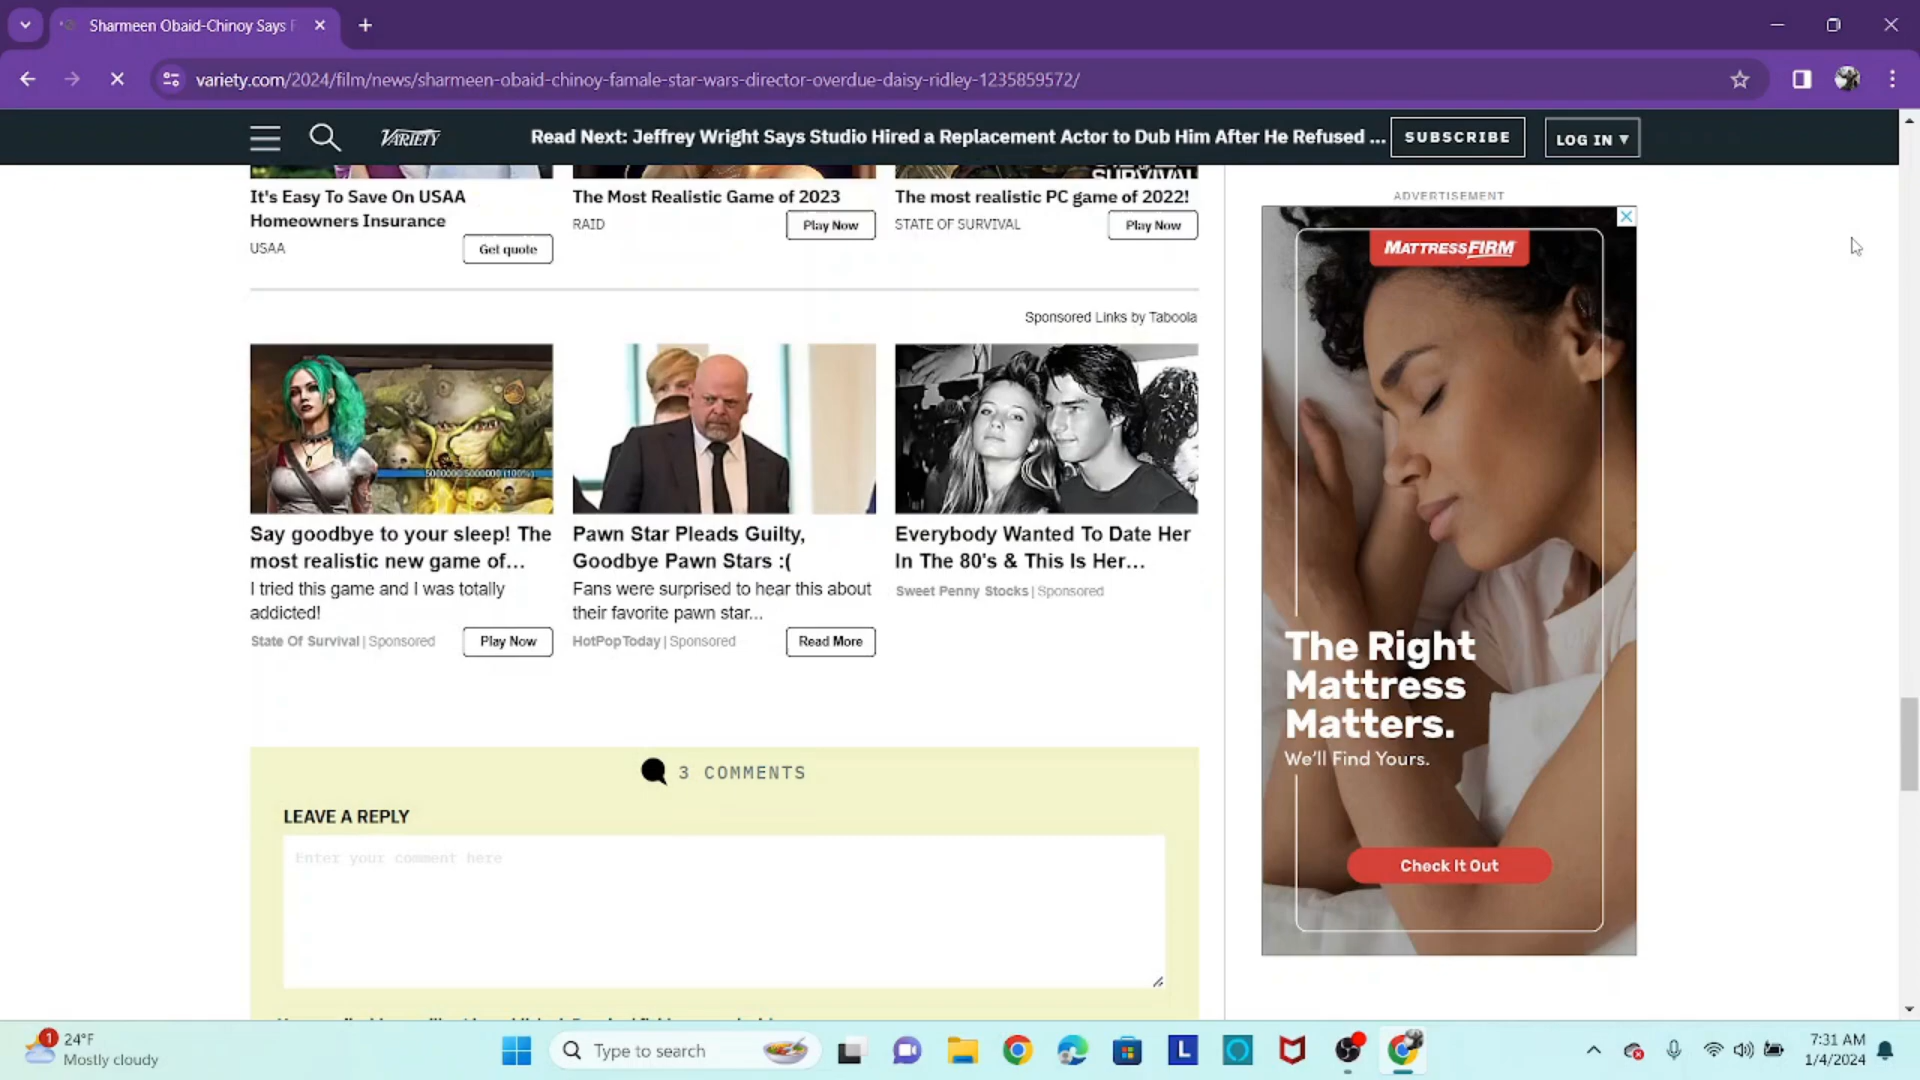 Sharmeen Obaid-Chinoy Says F
variety.com/2024/film/news/sharmeen-obaid-chinoy-famale-star-wars-director-overdue-daisy-ridley-1235859572/
VARIETY
Read Next: Jeffrey Wright Says Studio Hired a Replacement Actor to Dub Him After He Refused ...
SUBSCRIBE
LOG IN ▾
SURVIVAL
It's Easy To Save On USAA
Homeowners Insurance
USAA
Get quote
The Most Realistic Game of 2023
RAID
Play Now
The most realistic PC game of 2022!
STATE OF SURVIVAL
Play Now
Sponsored Links by Taboola
5000000/5000000 (100%)
Say goodbye to your sleep! The
most realistic new game of...
I tried this game and I was totally
addicted!
State Of Survival | Sponsored
Play Now
Pawn Star Pleads Guilty,
Goodbye Pawn Stars :(
Fans were surprised to hear this about
their favorite pawn star...
HotPopToday | Sponsored
Read More
Everybody Wanted To Date Her
In The 80's & This Is Her...
Sweet Penny Stocks | Sponsored
3 COMMENTS
LEAVE A REPLY
Enter your comment here
ADVERTISEMENT
MATTRESSFIRM
The Right
Mattress
Matters.
We'll Find Yours.
Check It Out
1
24°F
Mostly cloudy
Type to search
L
7:31 AM
1/4/2024